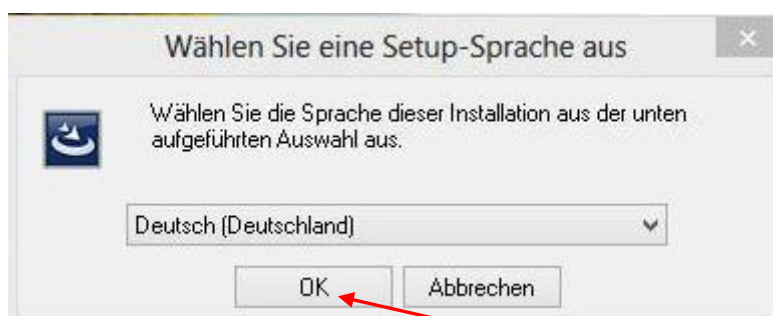 Wählen Sie eine Setup-Sprache aus
Wählen Sie die Sprache dieser Installation aus der unten
aufgeführten Auswahl aus.
Deutsch (Deutschland)
OK
Abbrechen